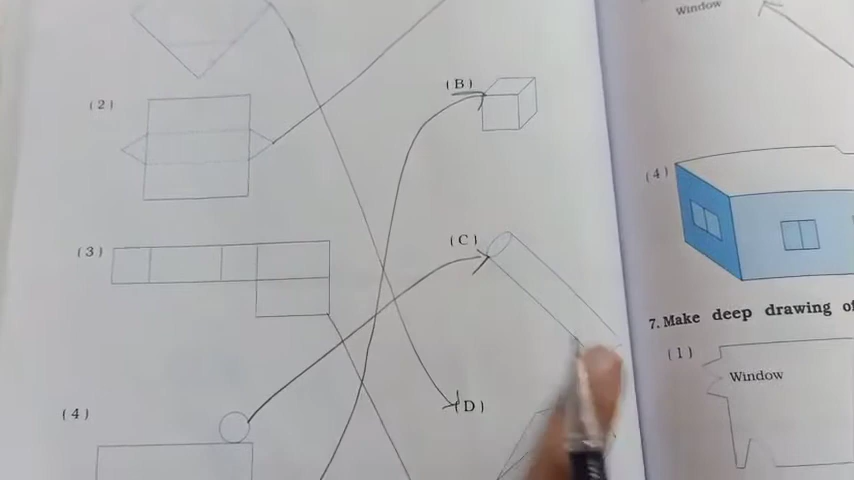 (2)
(B)
(3)
(C)
(4)
(D)
Window
(4)
7. Make deep drawing of
(1)
Window